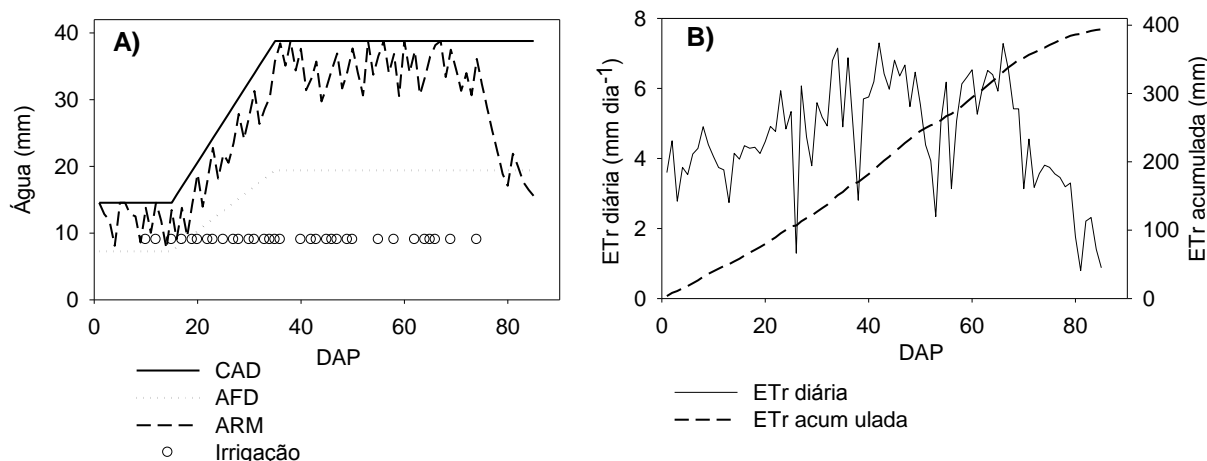 A)
Água (mm)
40
30
20
10
0
0 20 40 60 80
DAP
CAD
AFD
ARM
Irrigação
B)
ETr diária (mm dia-1)
8
6
4
2
0
0 20 40 60 80
DAP
400
300
200
100
0
ETr acumulada (mm)
ETr diária
ETr acum ulada